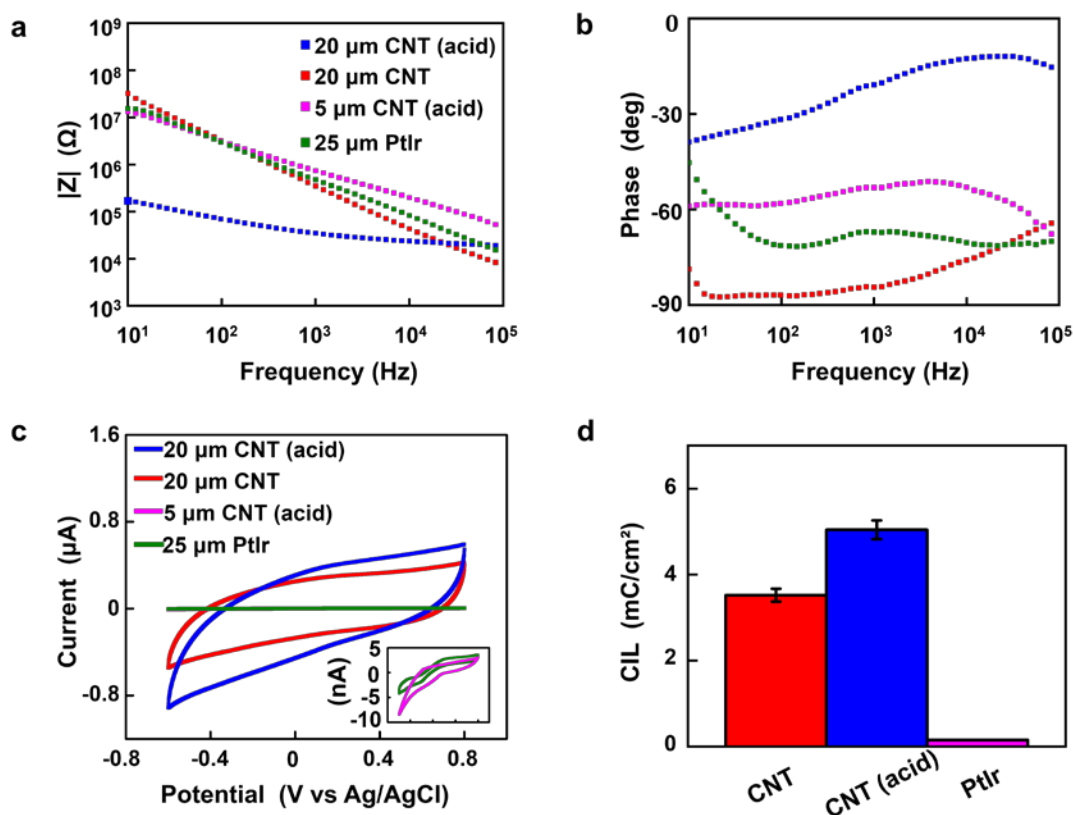 a
10⁹
10⁸
10⁷
10⁶
10⁵
10⁴
10³
|Z| (Ω)
20 µm CNT (acid)
20 µm CNT
5 µm CNT (acid)
25 µm PtIr
10¹ 10² 10³ 10⁴ 10⁵
Frequency (Hz)
b
0
-30
-60
-90
Phase (deg)
10¹ 10² 10³ 10⁴ 10⁵
Frequency (Hz)
c
1.6
0.8
0
-0.8
Current (µA)
20 µm CNT (acid)
20 µm CNT
5 µm CNT (acid)
25 µm PtIr
5
0
-5
-10
(nA)
-0.8 -0.4 0 0.4 0.8
Potential (V vs Ag/AgCl)
d
6
4
2
0
CIL (mC/cm²)
CNT
CNT (acid)
PtIr